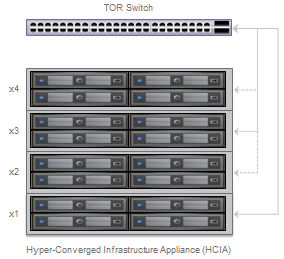 TOR Switch
x4
x3
x2
x1
Hyper-Converged Infrastructure Appliance (HCIA)